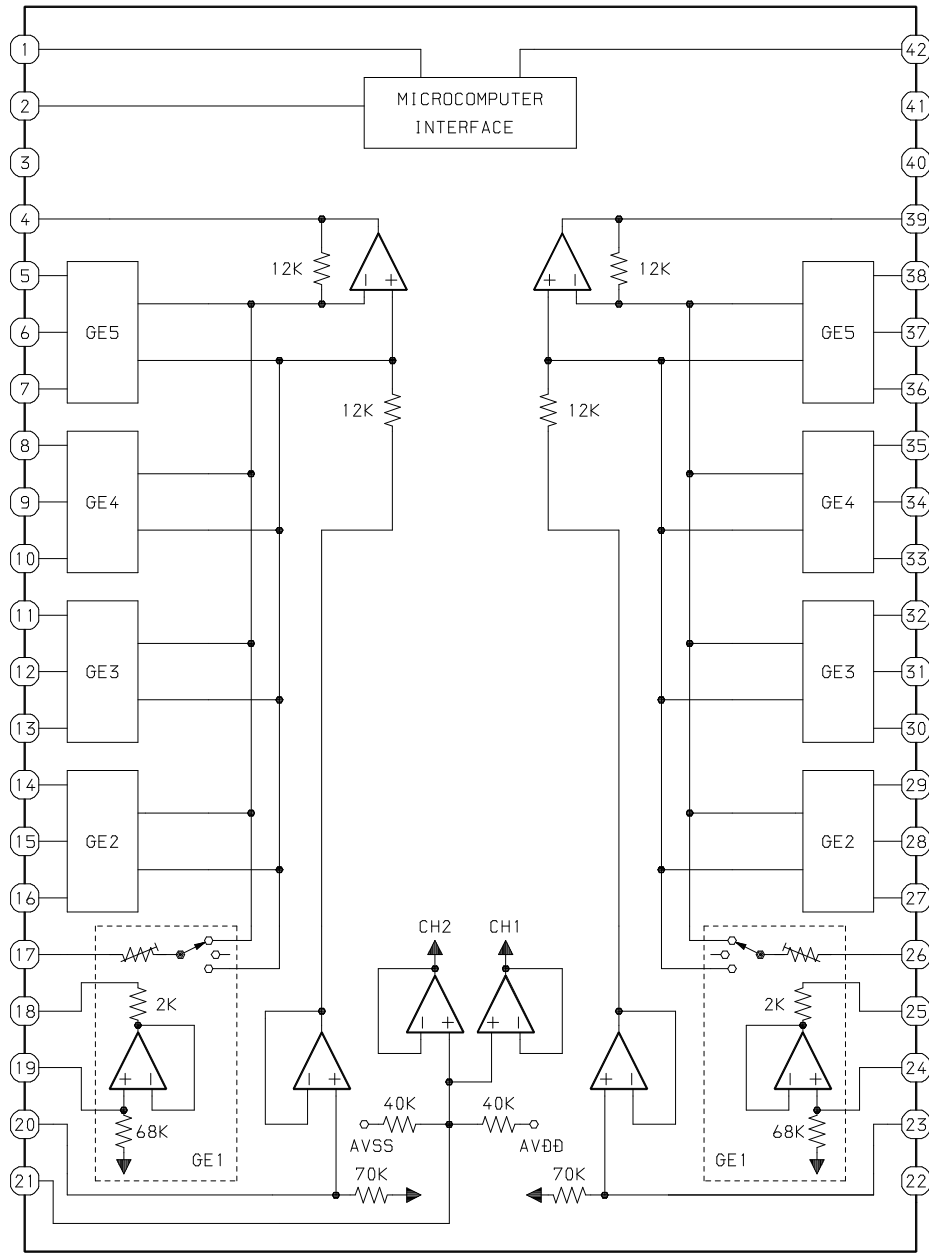 1
42
MICROCOMPUTER
INTERFACE
2
41
3
40
4
39
12K
12K
5
38
- +
+ -
GE5
GE5
6
37
7
36
12K
12K
8
35
GE4
GE4
9
34
10
33
11
32
GE3
GE3
12
31
13
30
14
29
GE2
GE2
15
28
16
27
CH2
CH1
17
26
18
2K
2K
25
- +
+ -
19
+ -
- +
+ -
- +
24
20
68K
40K
40K
68K
23
AVSS
AVĐĐ
GE1
70K
70K
GE1
21
22